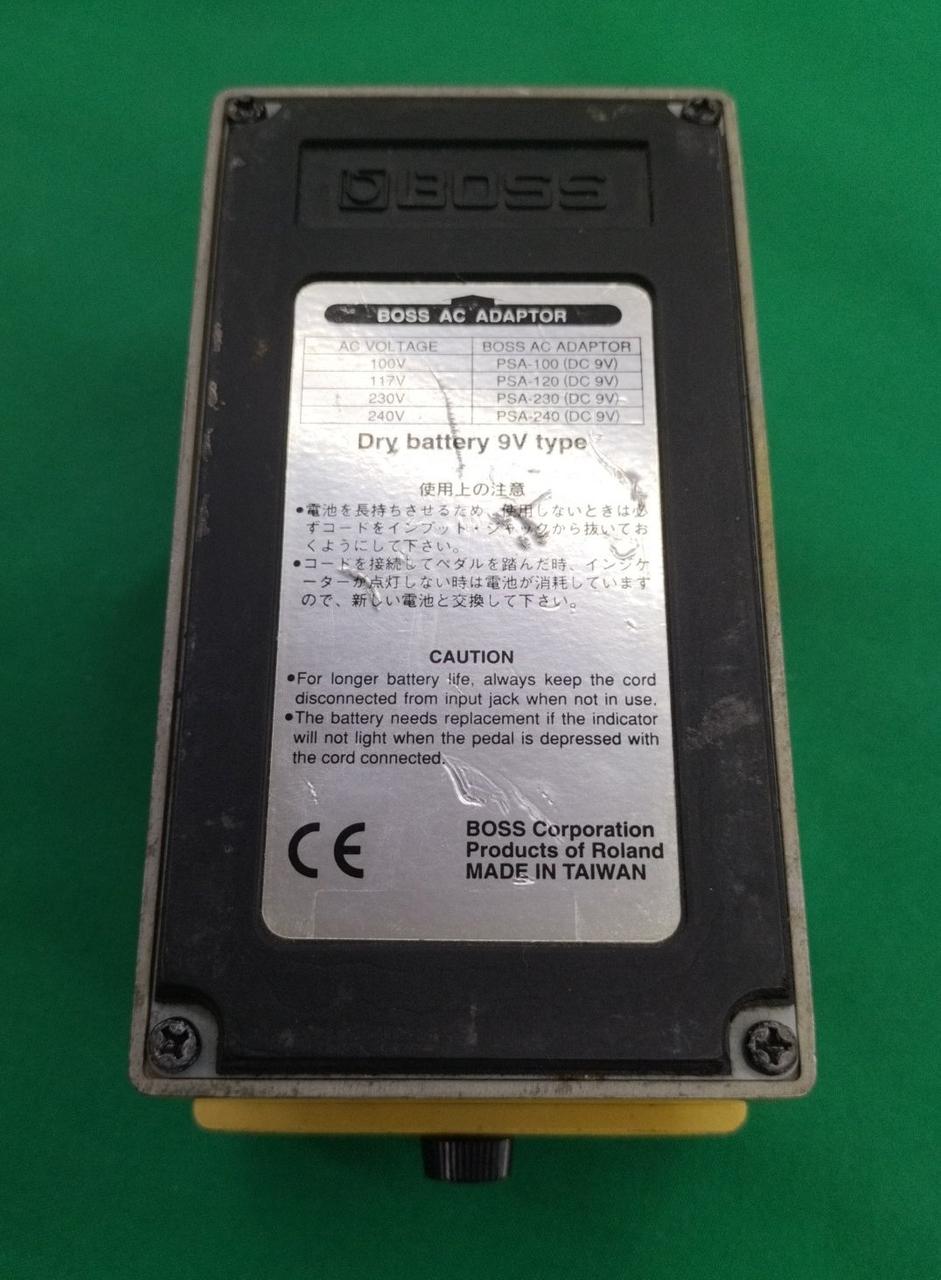 BOSS
BOSS AC ADAPTOR
AC VOLTAGE BOSS AC ADAPTOR
100V PSA-100 (DC 9V)
117V PSA-120 (DC 9V)
230V PSA-230 (DC 9V)
240V PSA-240 (DC 9V)
Dry battery 9V type
使用上の注意
●電池を長持ちさせるため、使用しないときは必
ずコードをインプット・ジャックから抜いてお
くようにして下さい。
●コードを接続してペダルを踏んだ時、インジケ
ーターが点灯しない時は電池が消耗しています
ので、新しい電池と交換して下さい。
CAUTION
●For longer battery life, always keep the cord
disconnected from input jack when not in use.
●The battery needs replacement if the indicator
will not light when the pedal is depressed with
the cord connected.
CE
BOSS Corporation
Products of Roland
MADE IN TAIWAN